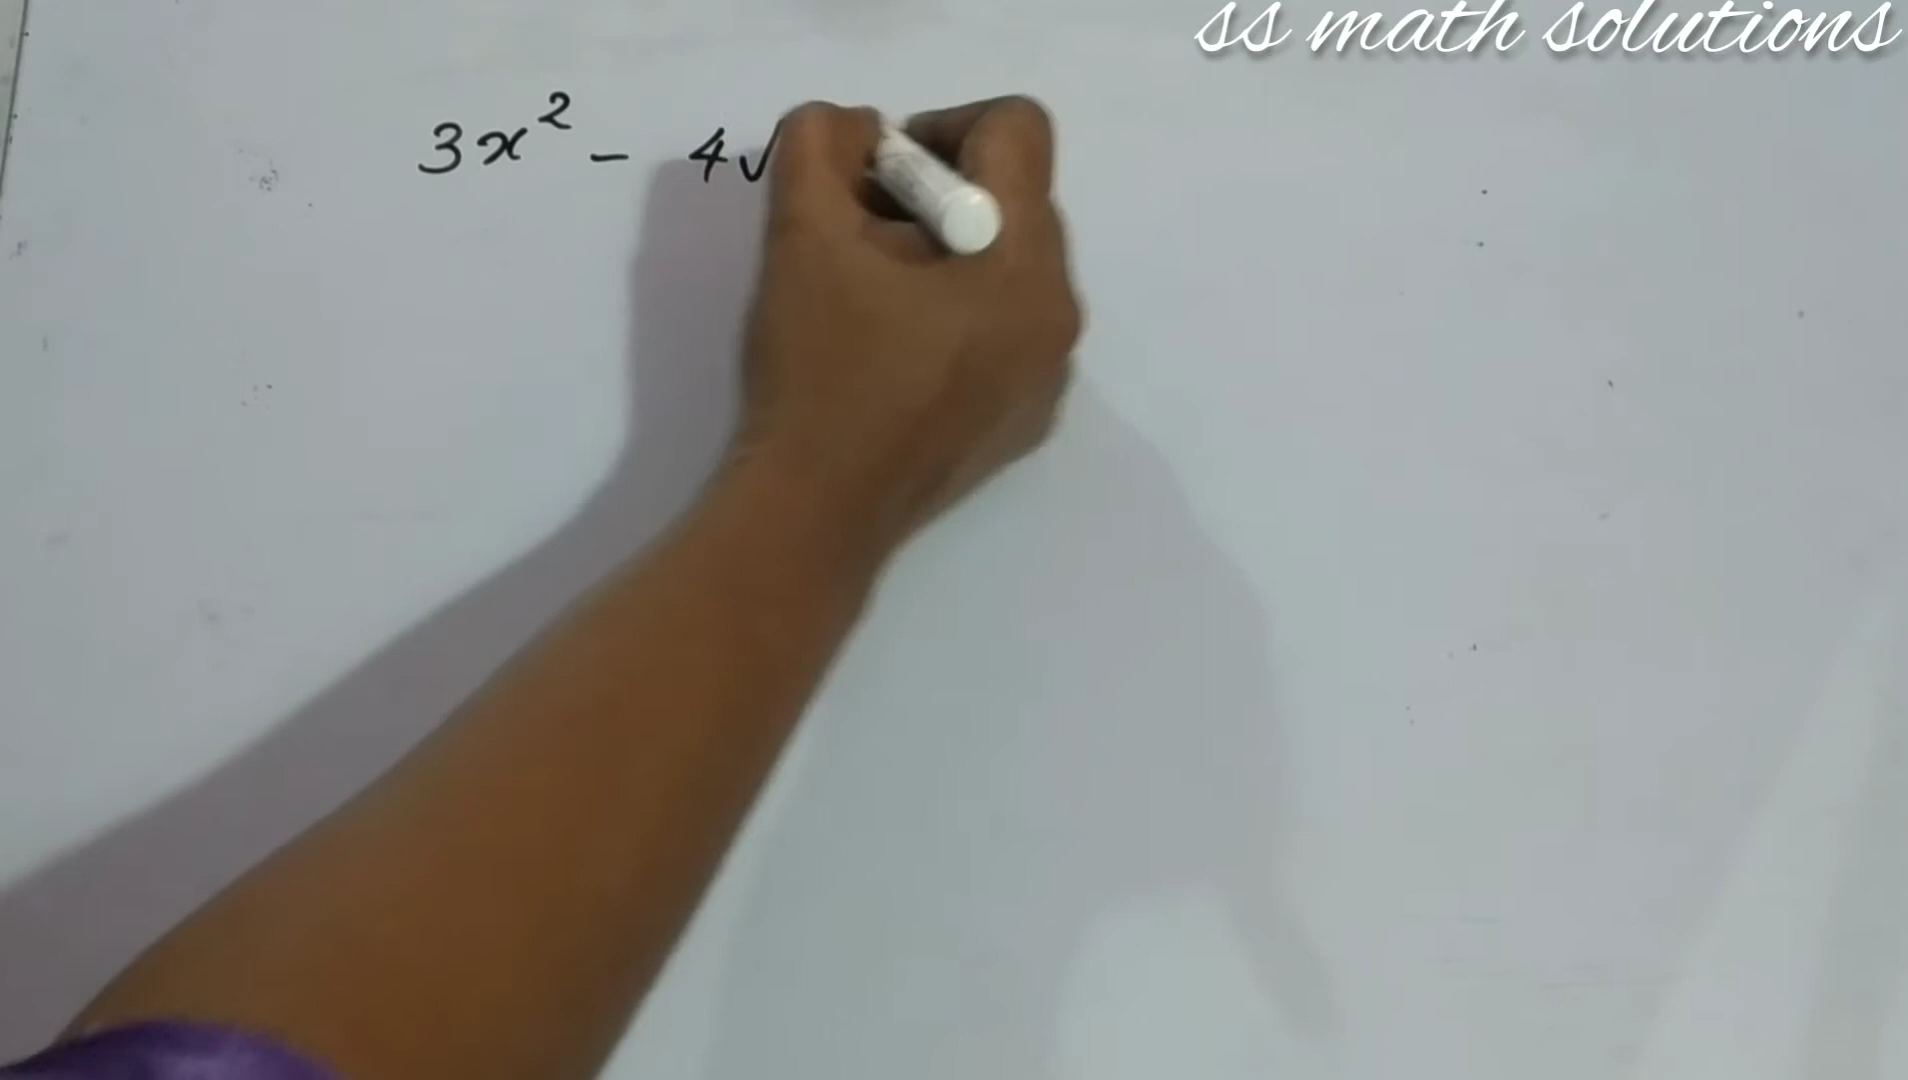 ss math solutions
3x² - 4√